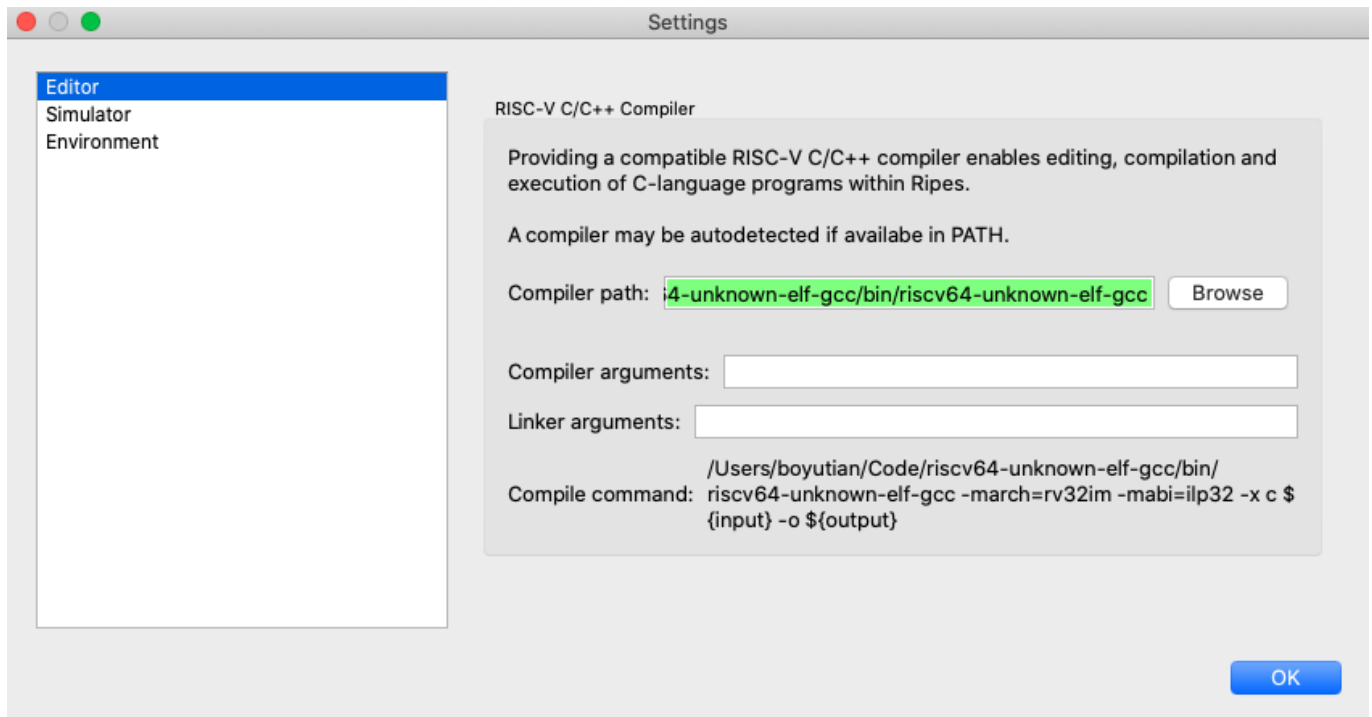 Settings
Editor
Simulator
Environment
RISC-V C/C++ Compiler
Providing a compatible RISC-V C/C++ compiler enables editing, compilation and
execution of C-language programs within Ripes.
A compiler may be autodetected if availabe in PATH.
Compiler path: 4-unknown-elf-gcc/bin/riscv64-unknown-elf-gcc Browse
Compiler arguments:
Linker arguments:
/Users/boyutian/Code/riscv64-unknown-elf-gcc/bin/
Compile command: riscv64-unknown-elf-gcc -march=rv32im -mabi=ilp32 -x c $
{input} -o ${output}
OK